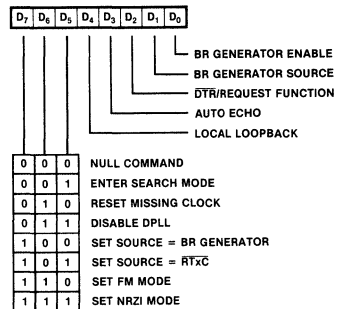 D7 D6 D5 D4 D3 D2 D1 D0
BR GENERATOR ENABLE
BR GENERATOR SOURCE
DTR/REQUEST FUNCTION
AUTO ECHO
LOCAL LOOPBACK
0 0 0 NULL COMMAND
0 0 1 ENTER SEARCH MODE
0 1 0 RESET MISSING CLOCK
0 1 1 DISABLE DPLL
1 0 0 SET SOURCE = BR GENERATOR
1 0 1 SET SOURCE = RTxC
1 1 0 SET FM MODE
1 1 1 SET NRZI MODE